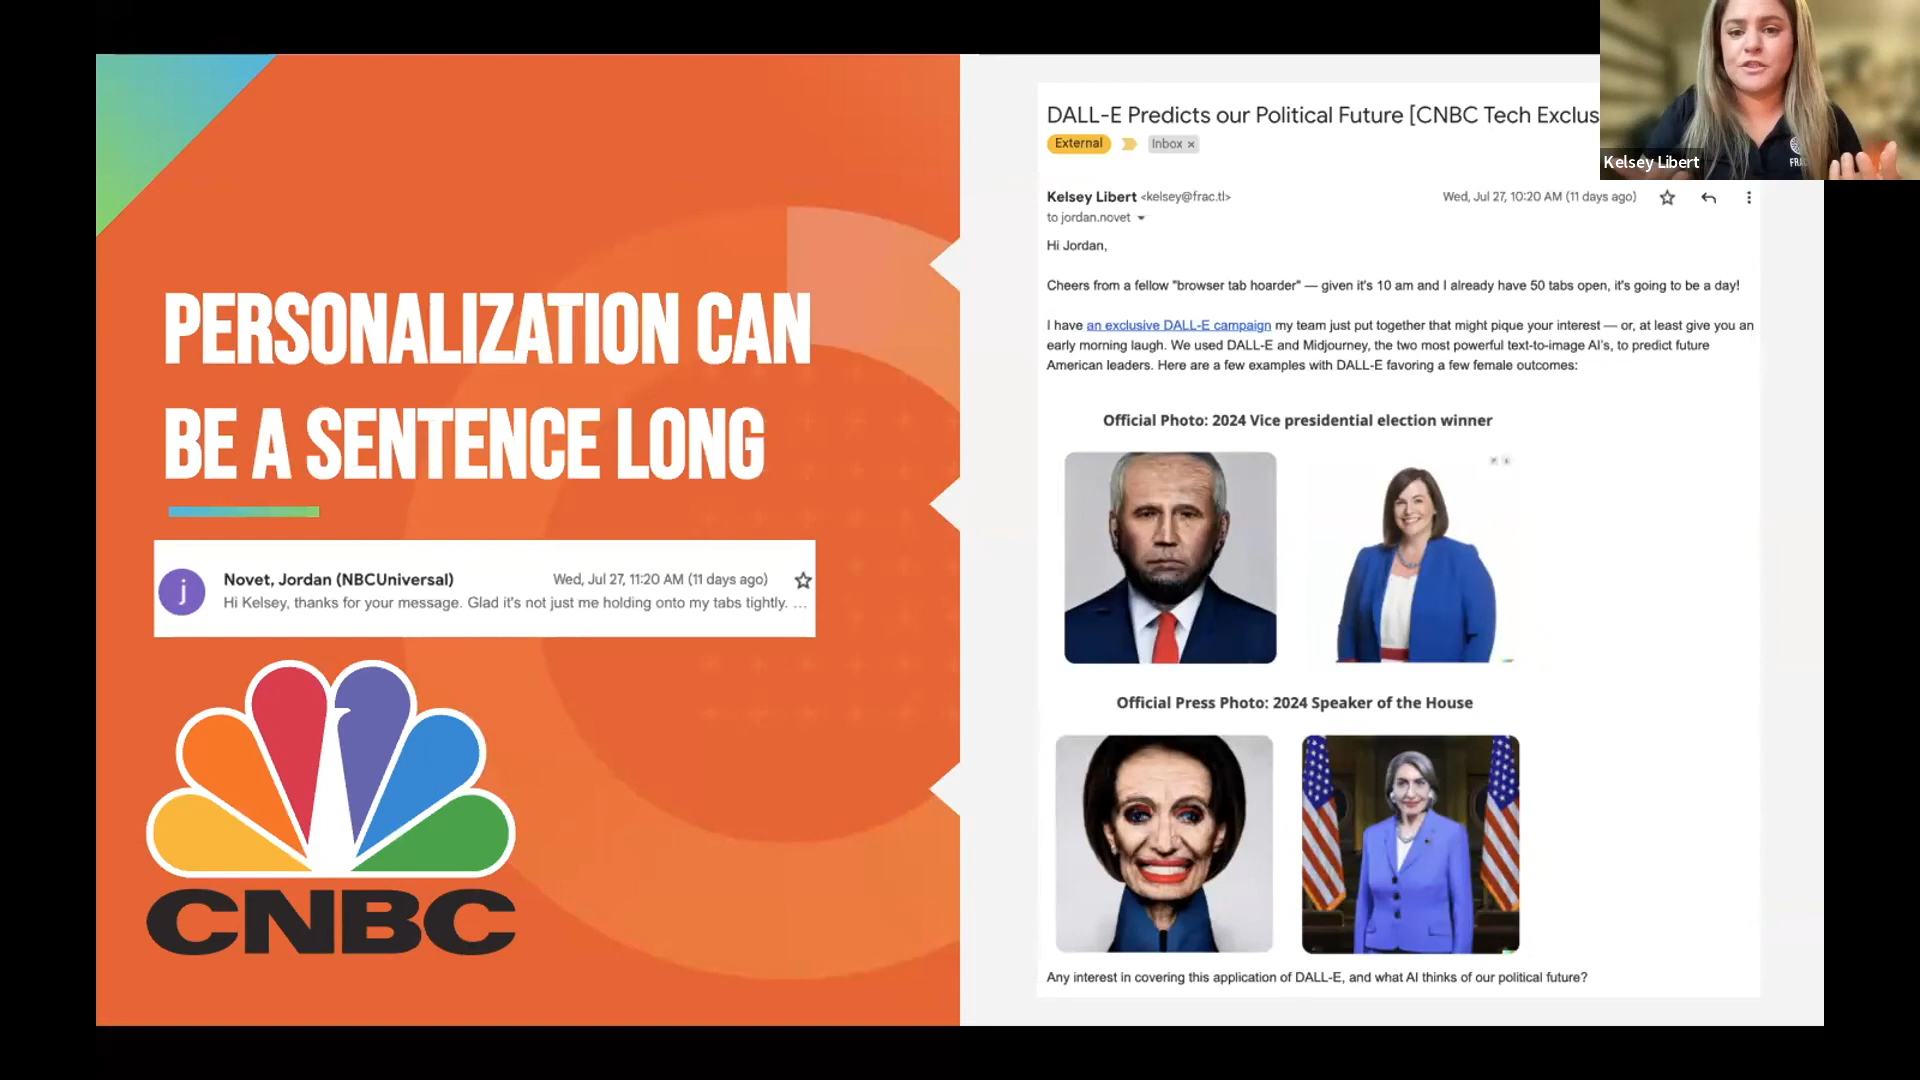 PERSONALIZATION CAN
BE A SENTENCE LONG
j
Novet, Jordan (NBCUniversal)
Wed, Jul 27, 11:20 AM (11 days ago)
Hi Kelsey, thanks for your message. Glad it's not just me holding onto my tabs tightly. ...
CNBC
DALL-E Predicts our Political Future [CNBC Tech Exclus
External
Inbox ×
Kelsey Libert <kelsey@frac.tl>
Wed, Jul 27, 10:20 AM (11 days ago)
to jordan.novet
Hi Jordan,
Cheers from a fellow "browser tab hoarder" — given it's 10 am and I already have 50 tabs open, it's going to be a day!
I have an exclusive DALL-E campaign my team just put together that might pique your interest — or, at least give you an
early morning laugh. We used DALL-E and Midjourney, the two most powerful text-to-image AI's, to predict future
American leaders. Here are a few examples with DALL-E favoring a few female outcomes:
Official Photo: 2024 Vice presidential election winner
Official Press Photo: 2024 Speaker of the House
Any interest in covering this application of DALL-E, and what AI thinks of our political future?
Kelsey Libert
FRAC